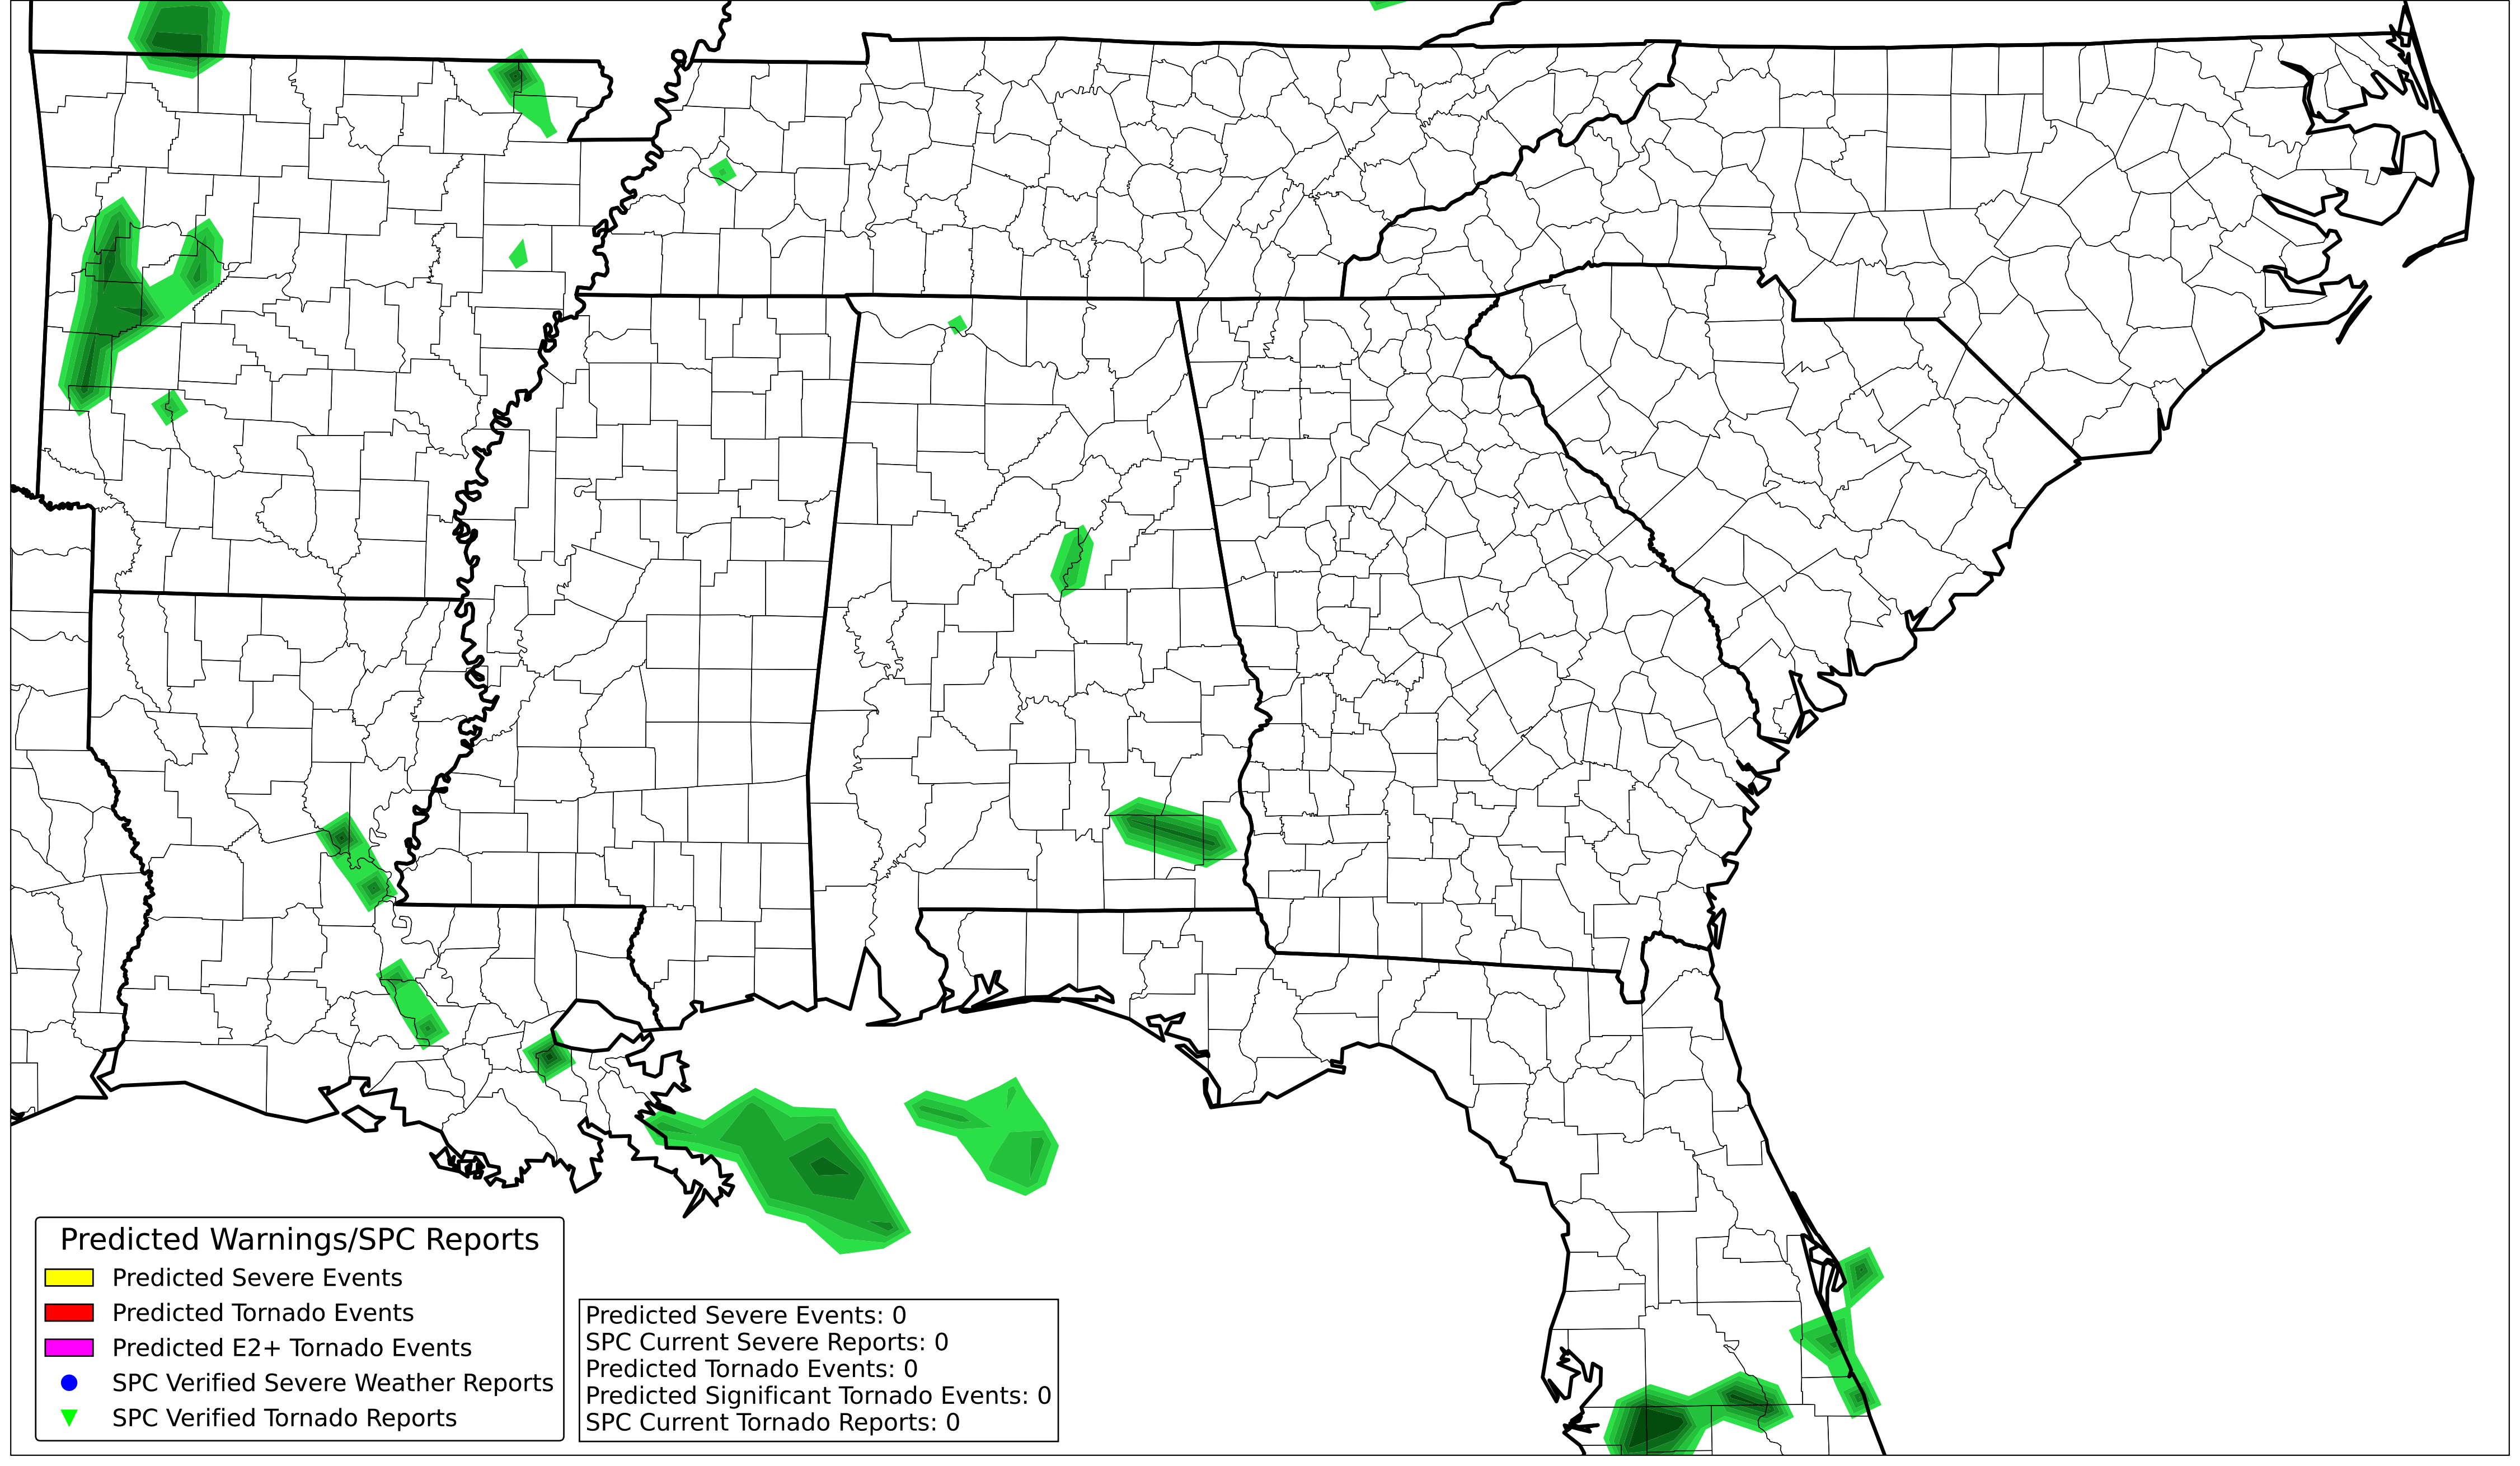 Predicted Warnings/SPC Reports
Predicted Severe Events
Predicted Tornado Events
Predicted E2+ Tornado Events
SPC Verified Severe Weather Reports
SPC Verified Tornado Reports
Predicted Severe Events: 0
SPC Current Severe Reports: 0
Predicted Tornado Events: 0
Predicted Significant Tornado Events: 0
SPC Current Tornado Reports: 0